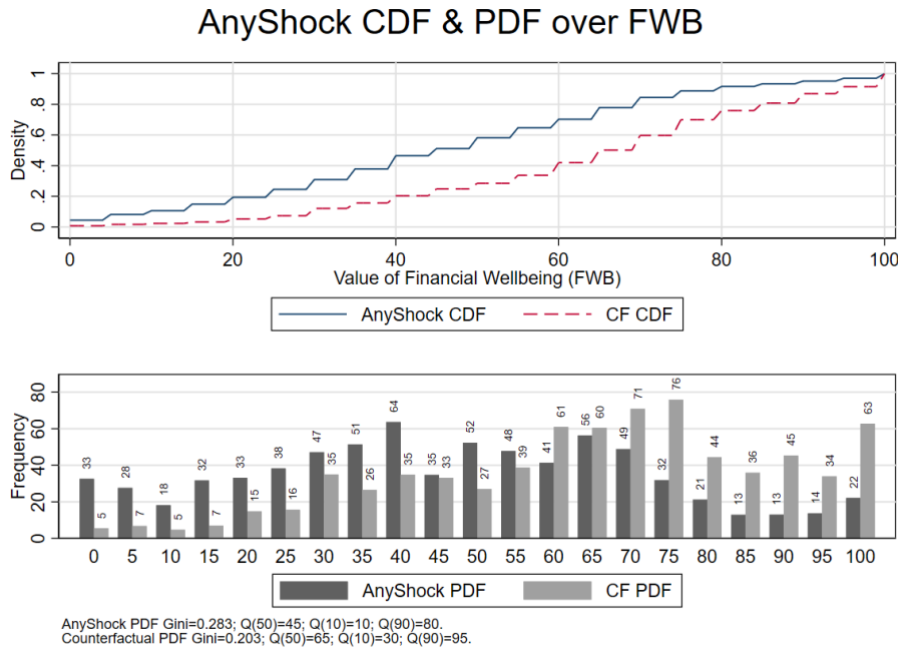 AnyShock CDF & PDF over FWB
Density
1
.8
.6
.4
.2
0
0 20 40 60 80 100
Value of Financial Wellbeing (FWB)
AnyShock CDF CF CDF
Frequency
80
60
40
20
0
33 5 28 7 18 5 32 7 33 15 38 16 47 35 51 26 64 35 35 33 52 27 48 39 41 61 56 60 49 71 32 76 21 44 13 36 13 45 14 34 22 63
0 5 10 15 20 25 30 35 40 45 50 55 60 65 70 75 80 85 90 95 100
AnyShock PDF CF PDF
AnyShock PDF Gini=0.283; Q(50)=45; Q(10)=10; Q(90)=80.
Counterfactual PDF Gini=0.203; Q(50)=65; Q(10)=30; Q(90)=95.